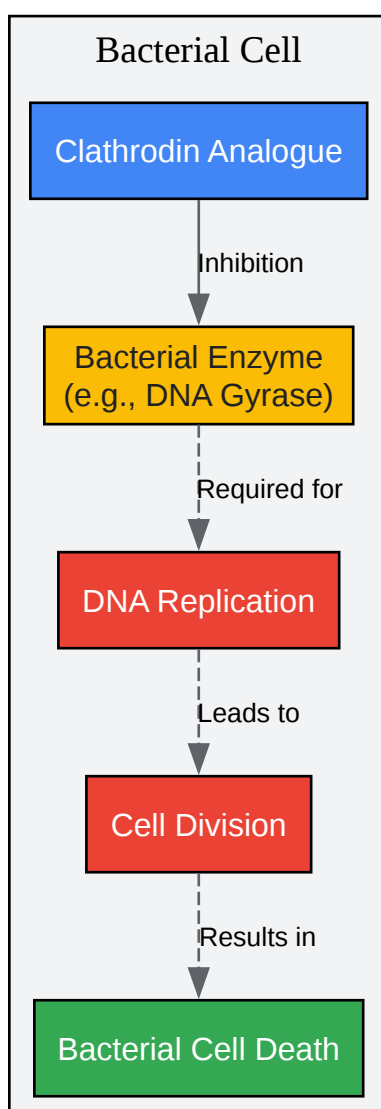 Bacterial Cell
Clathrodin Analogue
Inhibition
Bacterial Enzyme
(e.g., DNA Gyrase)
Required for
DNA Replication
Leads to
Cell Division
Results in
Bacterial Cell Death